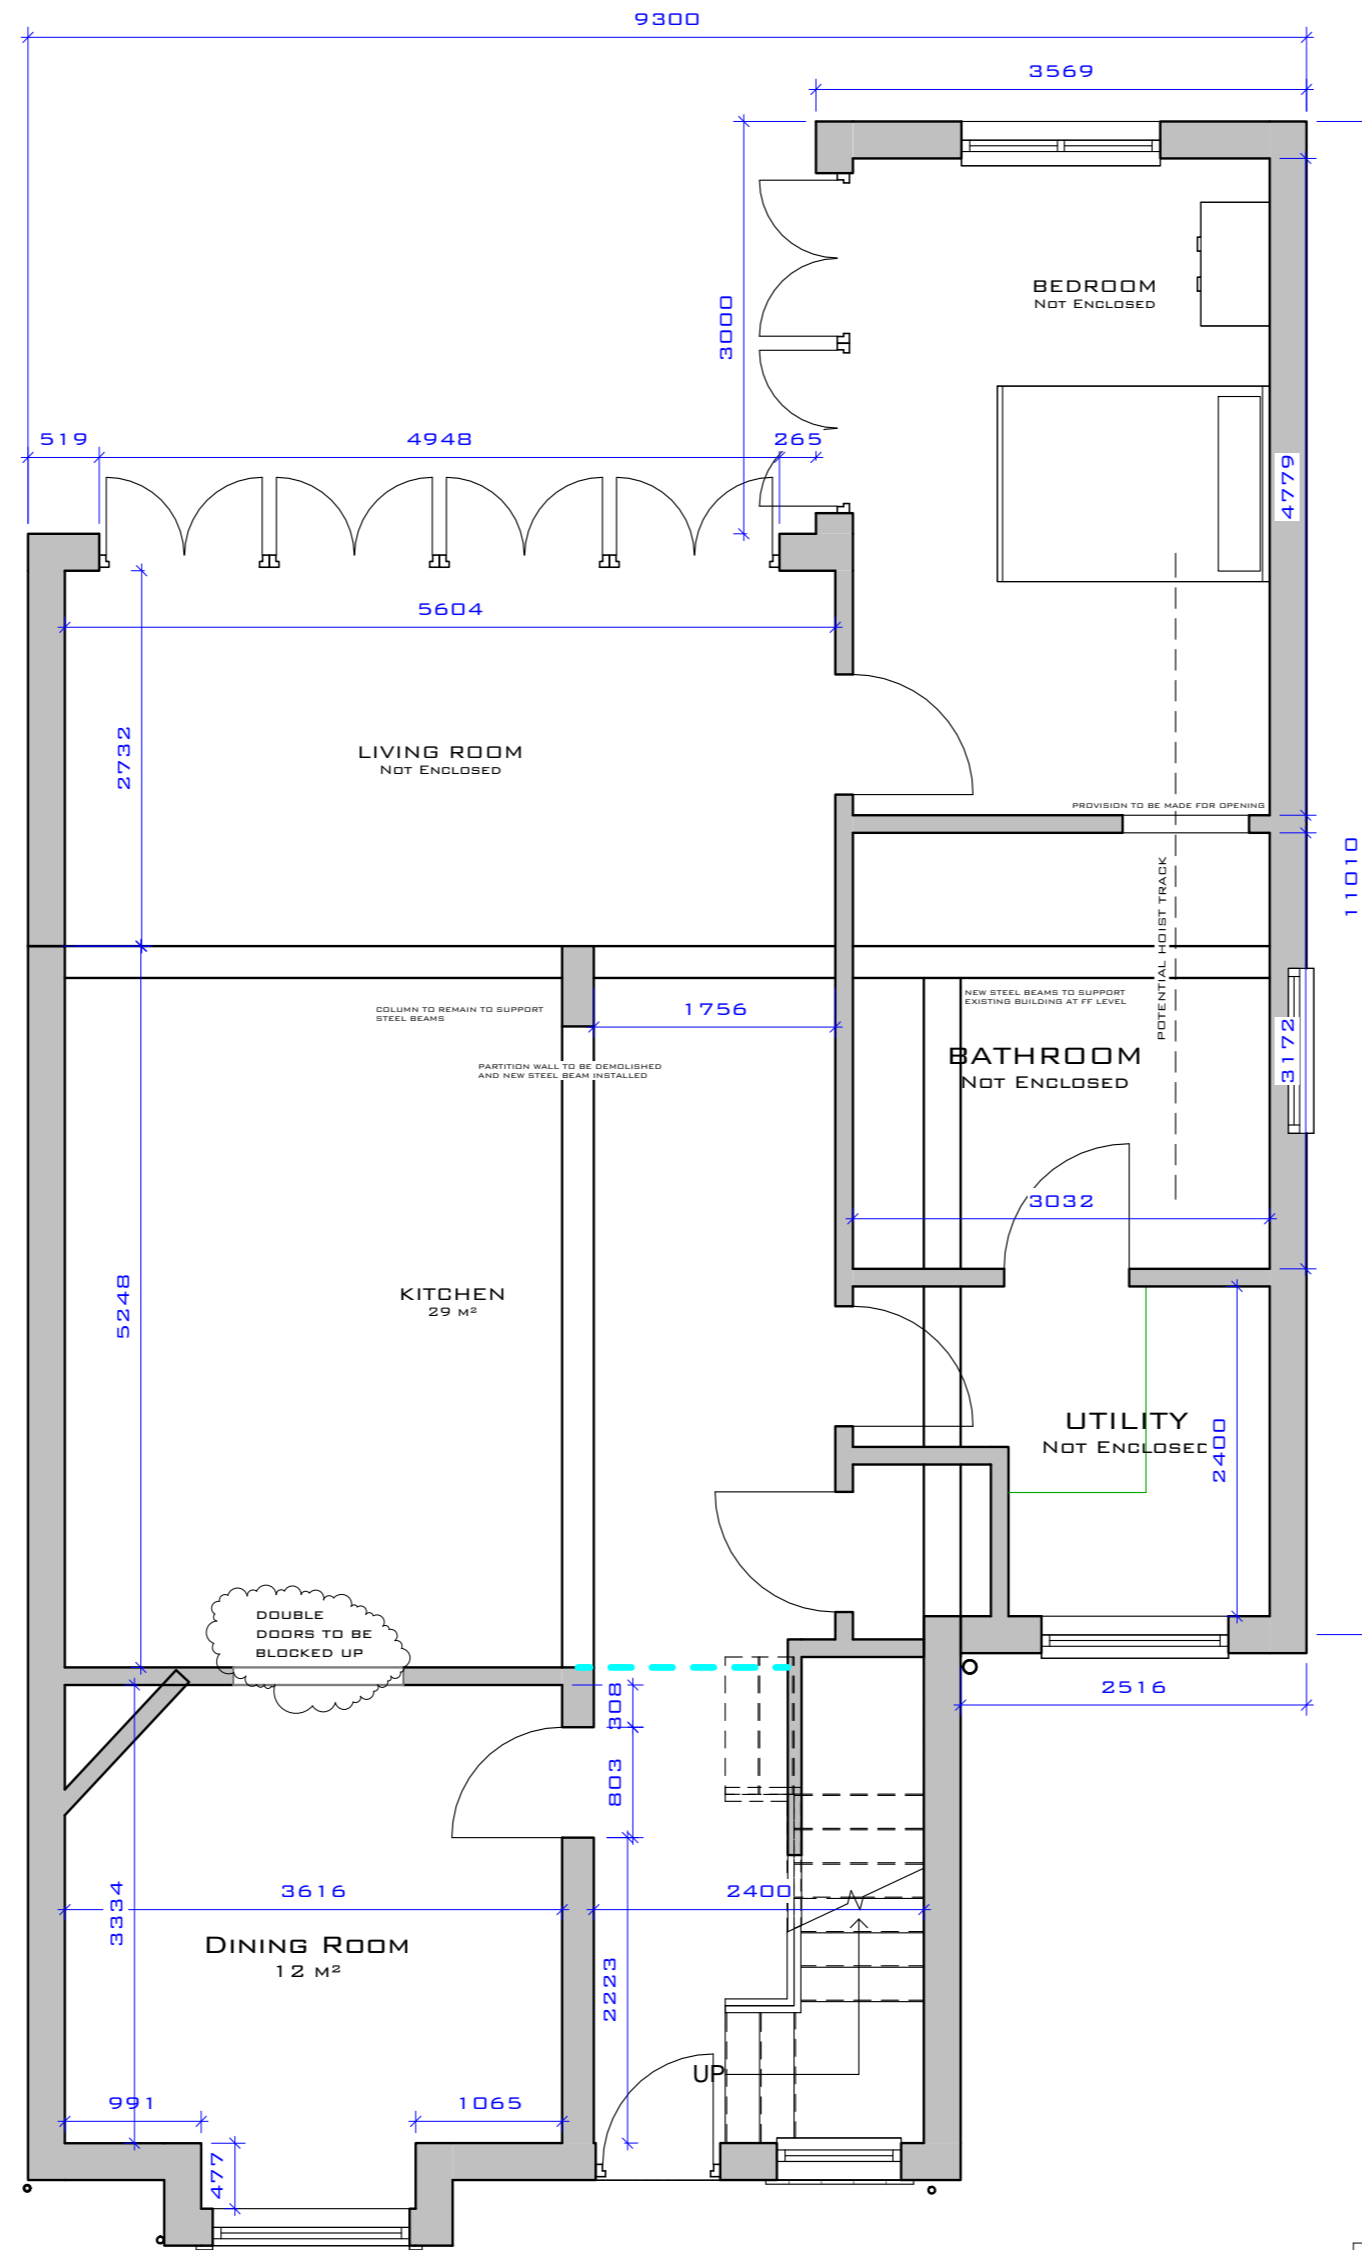 9300
3569
3000
BEDROOM
NOT ENCLOSED
519
4948
265
4779
5604
2732
LIVING ROOM
NOT ENCLOSED
PROVISION TO BE MADE FOR OPENING
11010
POTENTIAL HOIST TRACK
COLUMN TO REMAIN TO SUPPORT
STEEL BEAMS
1756
NEW STEEL BEAMS TO SUPPORT
EXISTING BUILDING AT FF LEVEL
PARTITION WALL TO BE DEMOLISHED
AND NEW STEEL BEAM INSTALLED
BATHROOM
NOT ENCLOSED
3172
3032
5248
KITCHEN
29 M²
UTILITY
NOT ENCLOSED
2400
DOUBLE
DOORS TO BE
BLOCKED UP
2516
308
803
3334
3616
2400
DINING ROOM
12 M²
2223
UP
991
1065
477